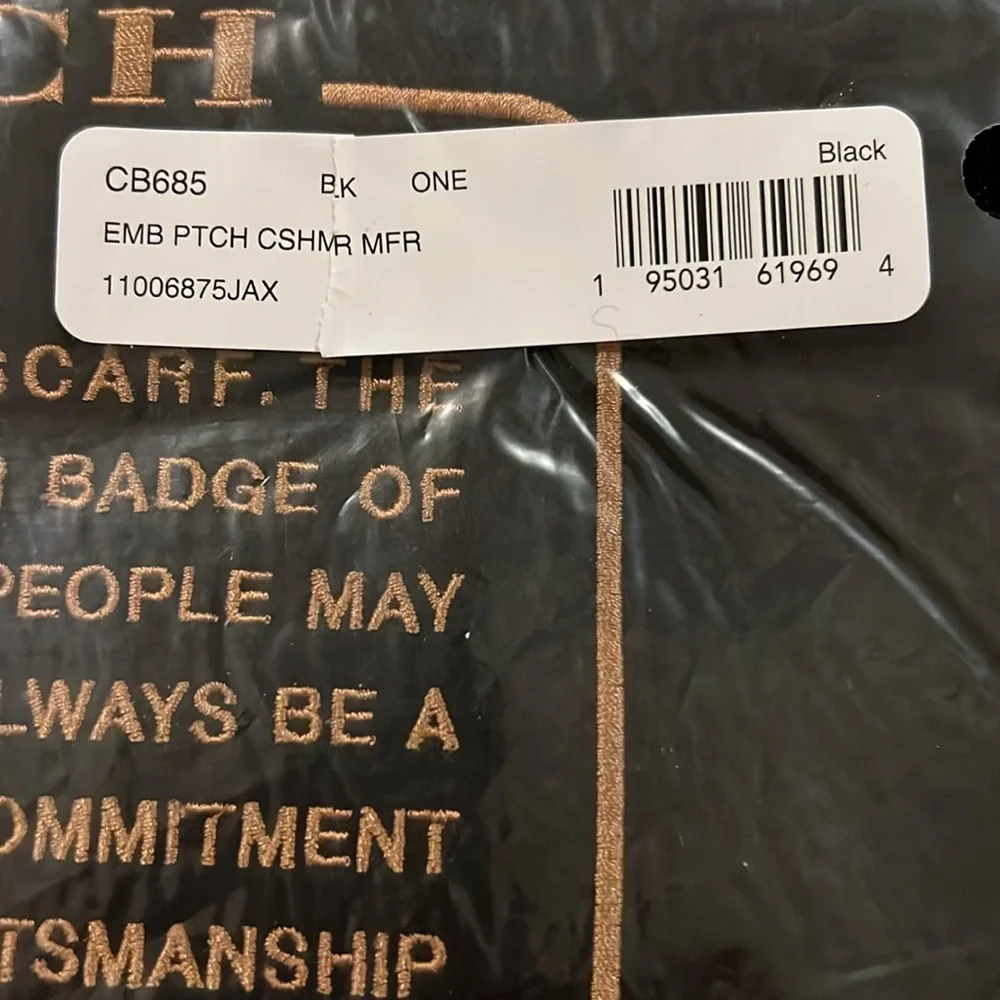 CH
CB685 BLK ONE Black
EMB PTCH CSHMR MFR
11006875JAX
1 95031 61969 4
SCARF. THE
BADGE OF
PEOPLE MAY
LWAYS BE A
OMMITMENT
TSMANSHIP